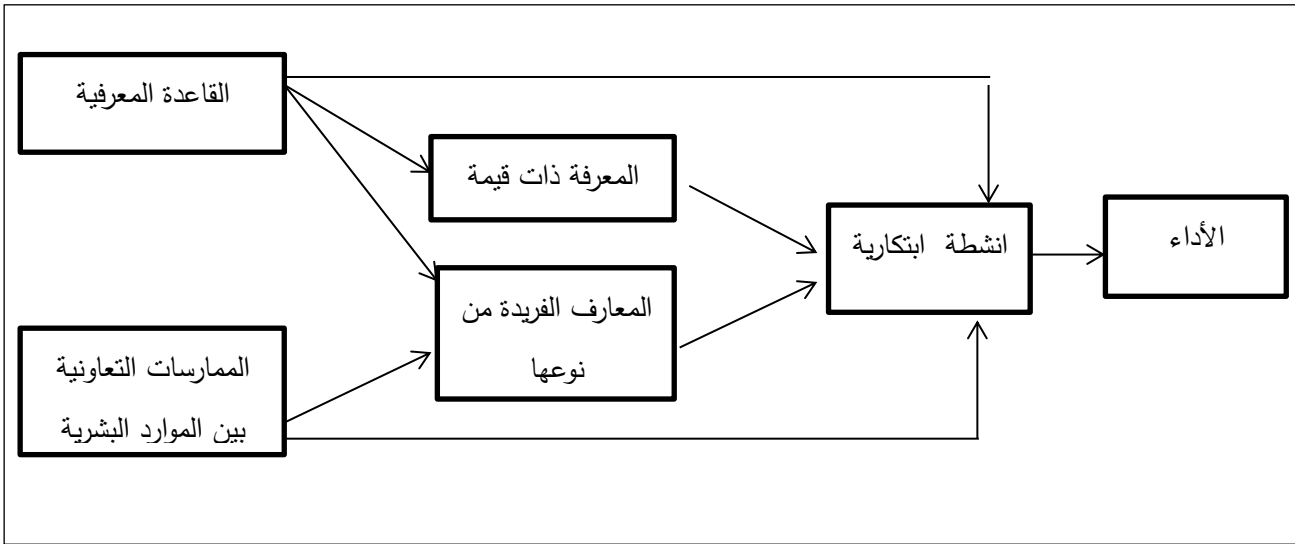 القاعدة المعرفية
المعرفة ذات قيمة
انشطة ابتكارية
الأداء
المعارف الفريدة من
نوعها
الممارسات التعاونية
بين الموارد البشرية